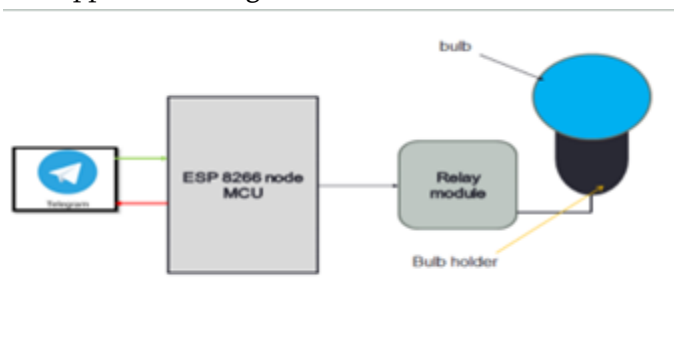 bulb
Telegram
ESP 8266 node
MCU
Relay
module
Bulb holder